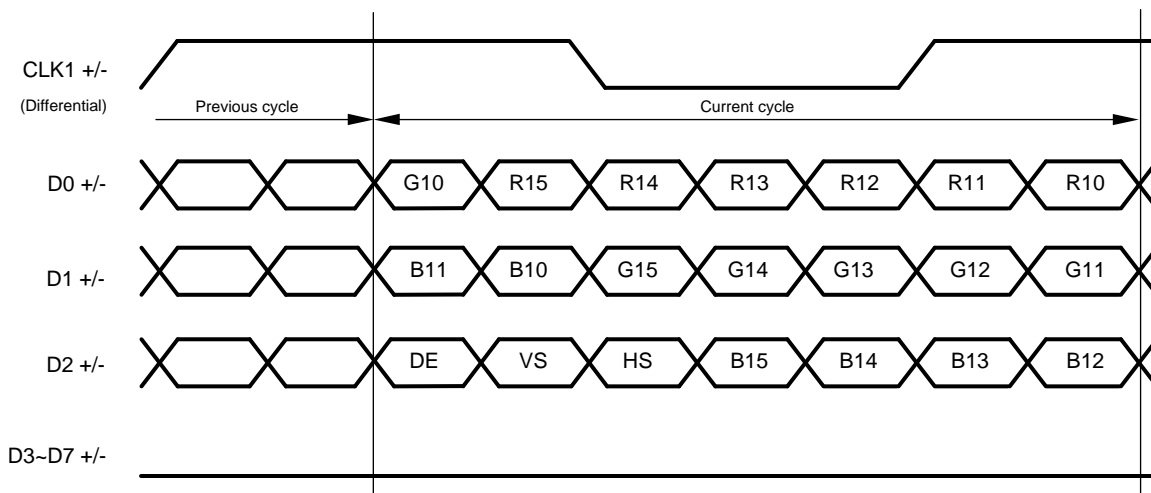 CLK1 +/-
(Differential)
Previous cycle
Current cycle
D0 +/-
G10 R15 R14 R13 R12 R11 R10
D1 +/-
B11 B10 G15 G14 G13 G12 G11
D2 +/-
DE VS HS B15 B14 B13 B12
D3~D7 +/-